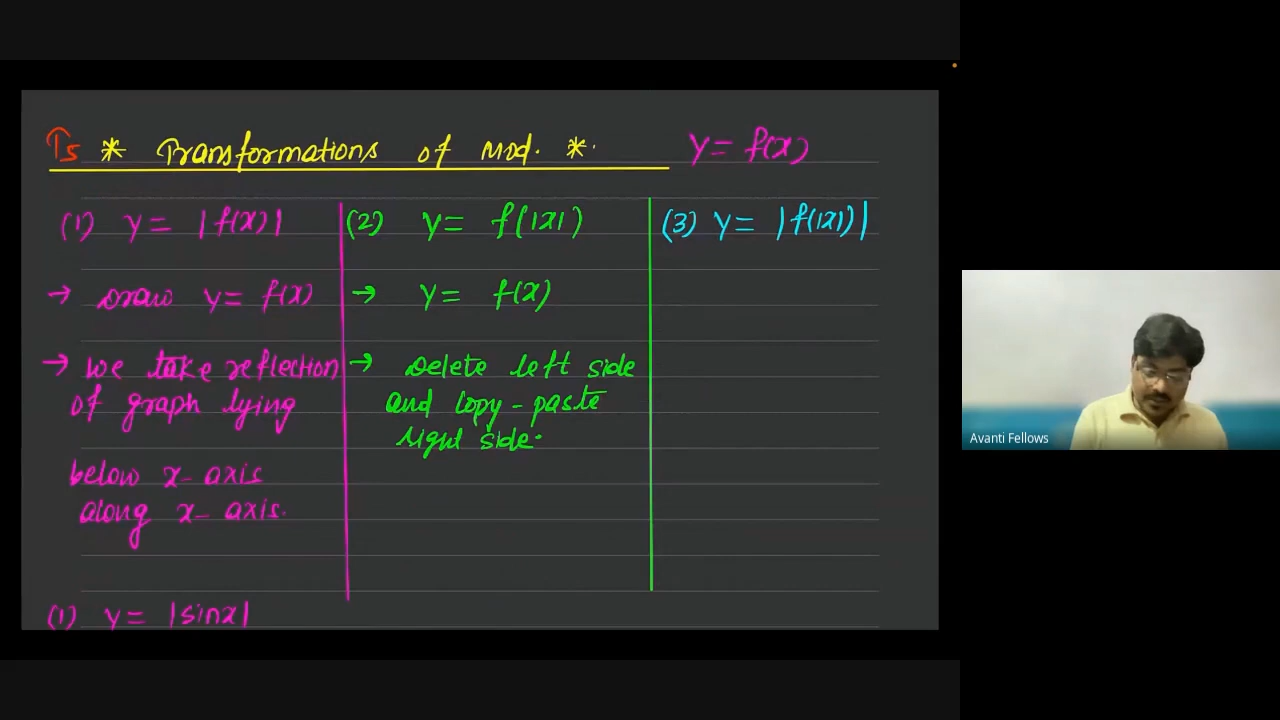 T5 * Transformations of Mod. * y = f(x)
(1) y = |f(x)|
→ Draw y = f(x)
→ We take reflection
of graph lying
below x-axis
along x-axis.
(2) y = f(|x|)
→ y = f(x)
→ Delete left side
and copy-paste
right side.
(3) y = |f(|x|)|
(1) y = |sinx|
Avanti Fellows